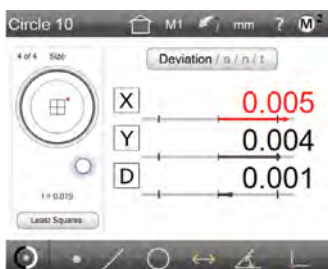 Circle 10 M1 mm ? M3
4 of 4 Size
Deviation / s / n / t
X 0.005
Y 0.004
D 0.001
f = 0.019
Least Squares